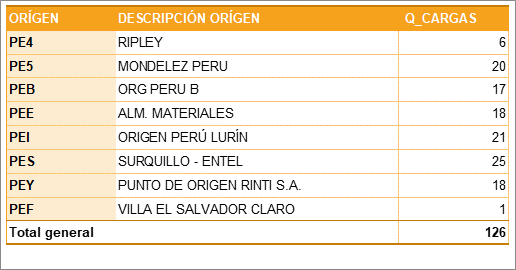 ORÍGEN DESCRIPCIÓN ORÍGEN Q_CARGAS
PE4 RIPLEY 6
PE5 MONDELEZ PERU 20
PEB ORG PERU B 17
PEE ALM. MATERIALES 18
PEI ORIGEN PERÚ LURÍN 21
PES SURQUILLO - ENTEL 25
PEY PUNTO DE ORIGEN RINTI S.A. 18
PEF VILLA EL SALVADOR CLARO 1
Total general 126